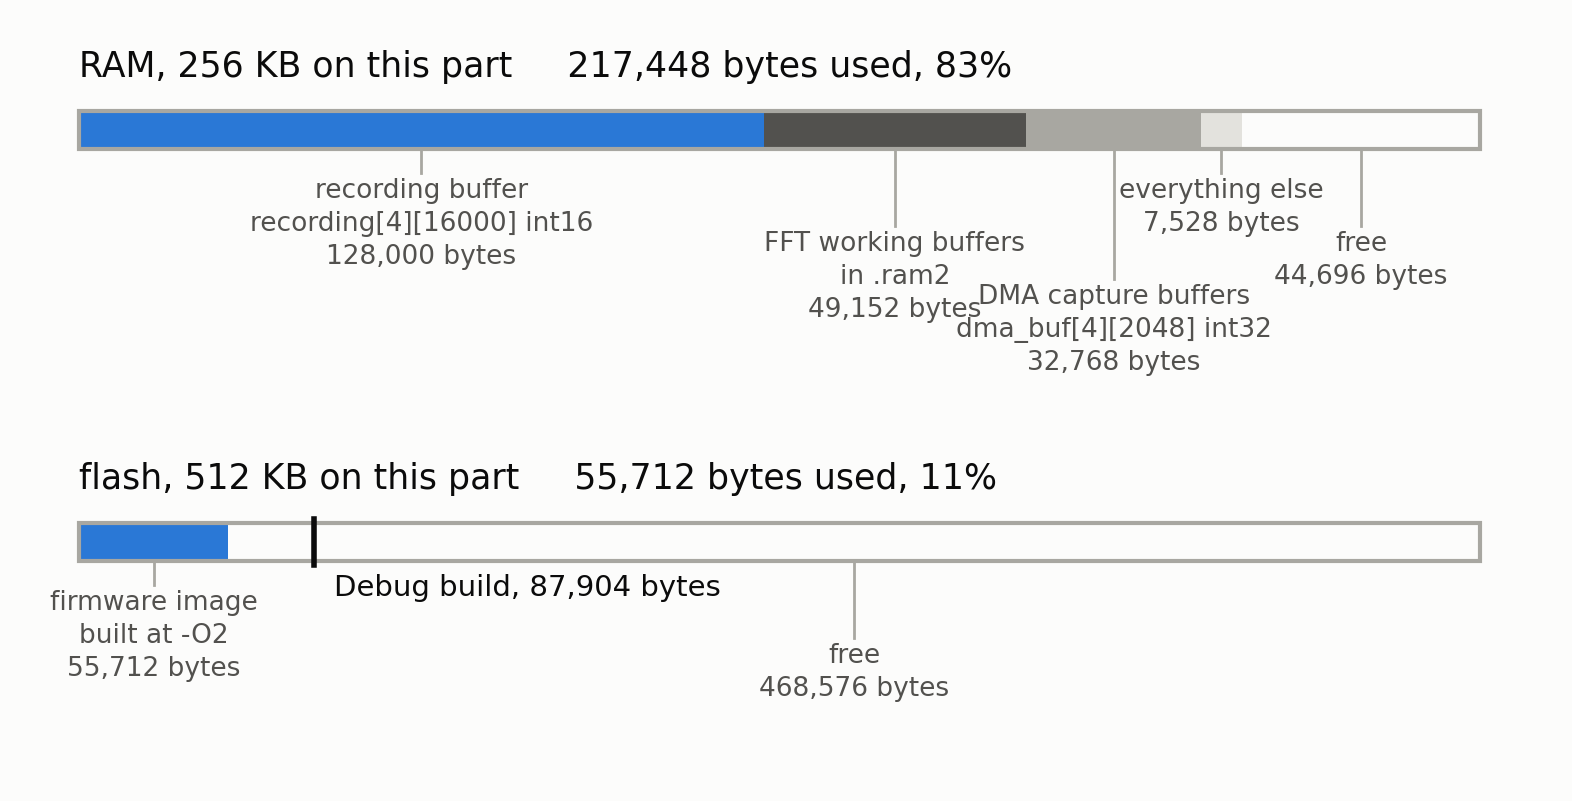 RAM, 256 KB on this part 217,448 bytes used, 83%
recording buffer
recording[4][16000] int16
128,000 bytes
FFT working buffers
in .ram2
49,152 bytes
DMA capture buffers
dma_buf[4][2048] int32
32,768 bytes
everything else
7,528 bytes
free
44,696 bytes
flash, 512 KB on this part 55,712 bytes used, 11%
firmware image
built at -O2
55,712 bytes
Debug build, 87,904 bytes
free
468,576 bytes